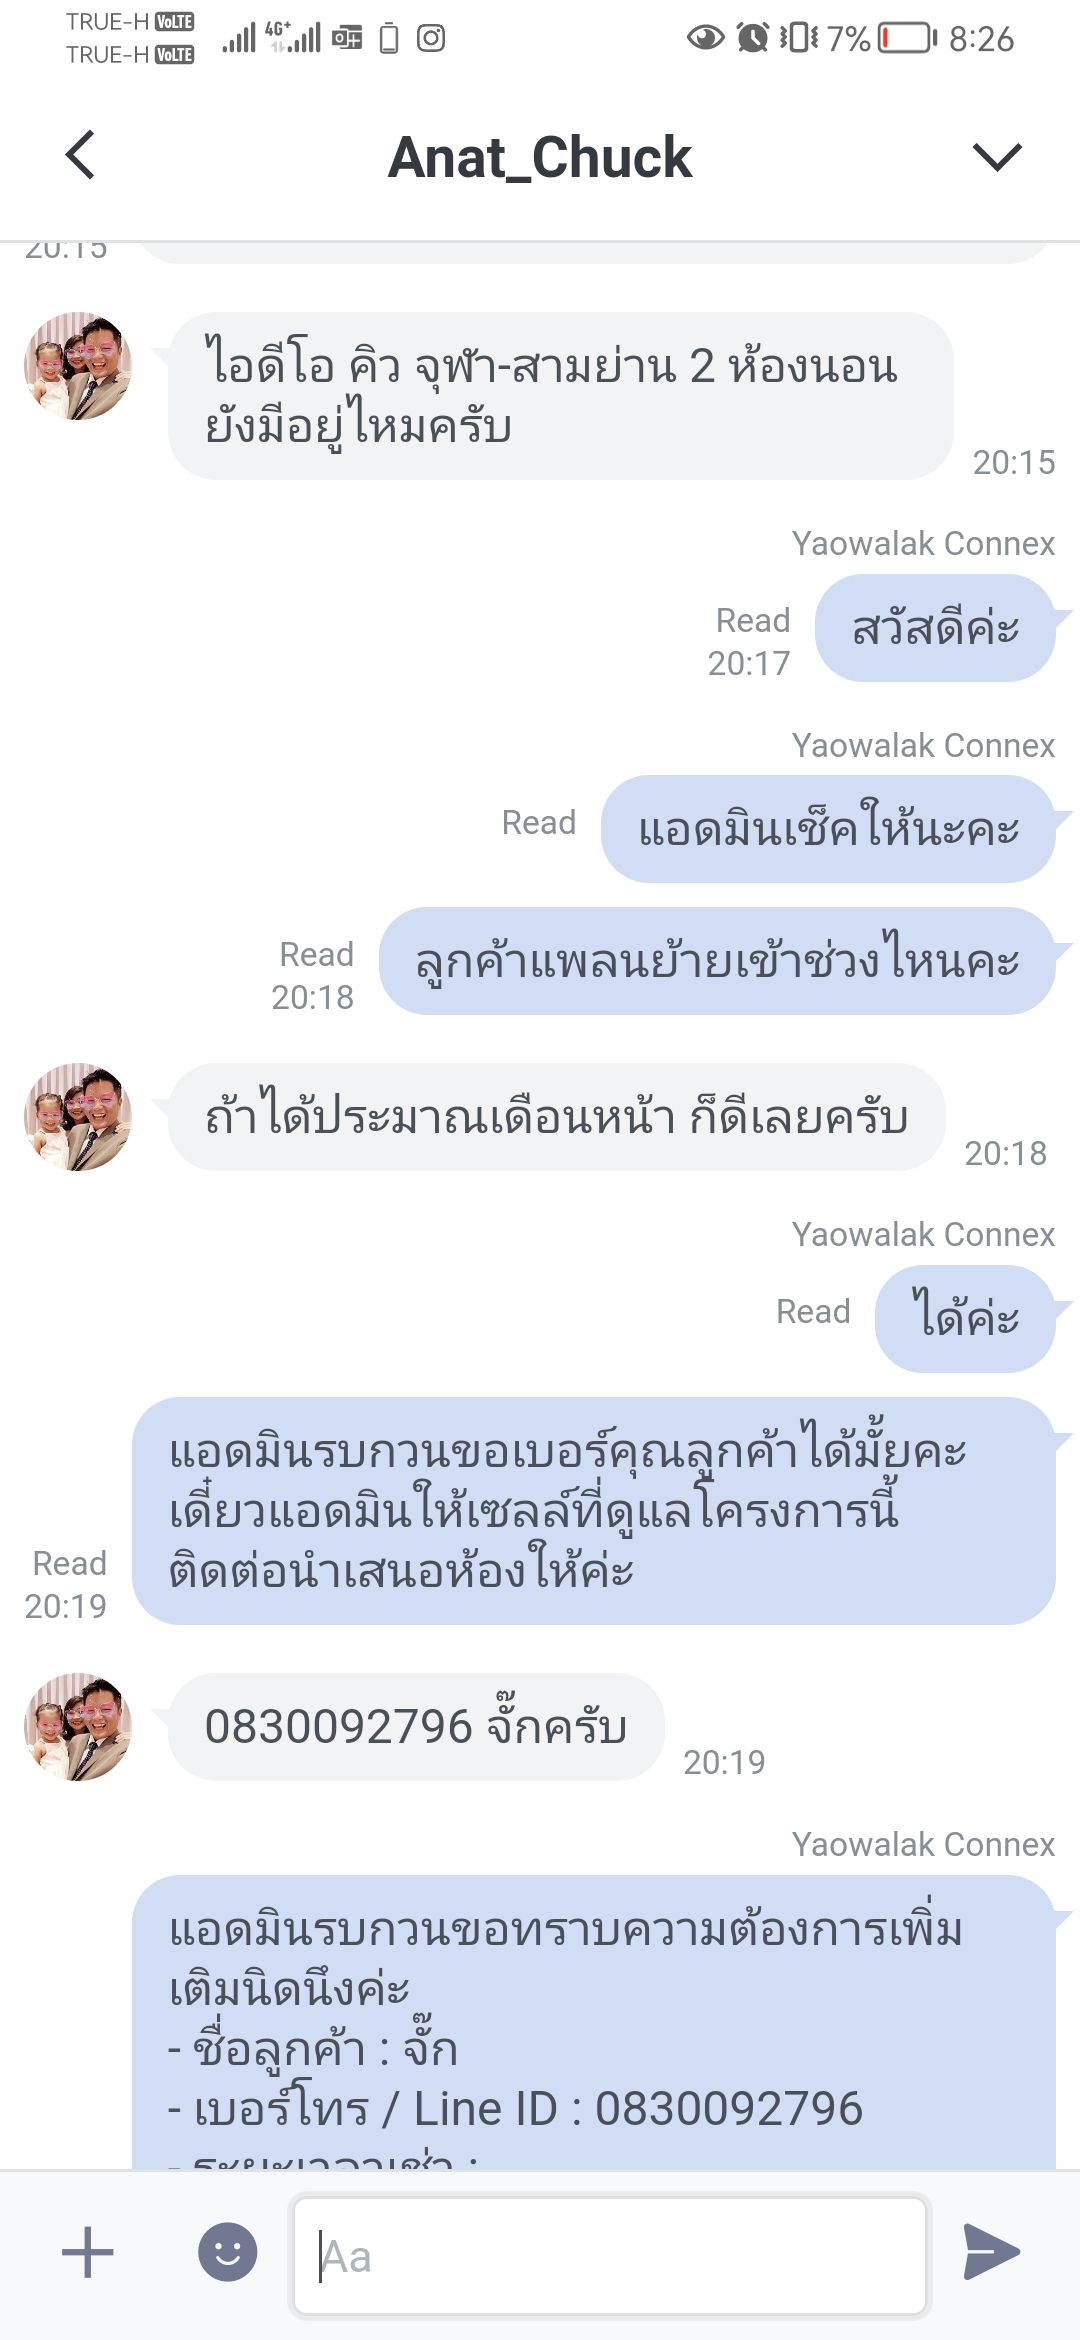 TRUE-H VoLTE
TRUE-H VoLTE
4G+
7%
8:26
Anat_Chuck
20:15
ไอดีโอ คิว จุฬา-สามย่าน 2 ห้องนอน
ยังมีอยู่ไหมครับ
20:15
Yaowalak Connex
สวัสดีค่ะ
Read
20:17
Yaowalak Connex
แอดมินเช็คให้นะคะ
Read
ลูกค้าแพลนย้ายเข้าช่วงไหนคะ
Read
20:18
ถ้าได้ประมาณเดือนหน้า ก็ดีเลยครับ
20:18
Yaowalak Connex
ได้ค่ะ
Read
แอดมินรบกวนขอเบอร์คุณลูกค้าได้มั้ยคะ
เดี๋ยวแอดมินให้เซลล์ที่ดูแลโครงการนี้
ติดต่อนำเสนอห้องให้ค่ะ
Read
20:19
0830092796 จั๊กครับ
20:19
Yaowalak Connex
แอดมินรบกวนขอทราบความต้องการเพิ่ม
เติมนิดนึงค่ะ
- ชื่อลูกค้า : จั๊ก
- เบอร์โทร / Line ID : 0830092796
- ระยะเวลาเช่า :
Aa